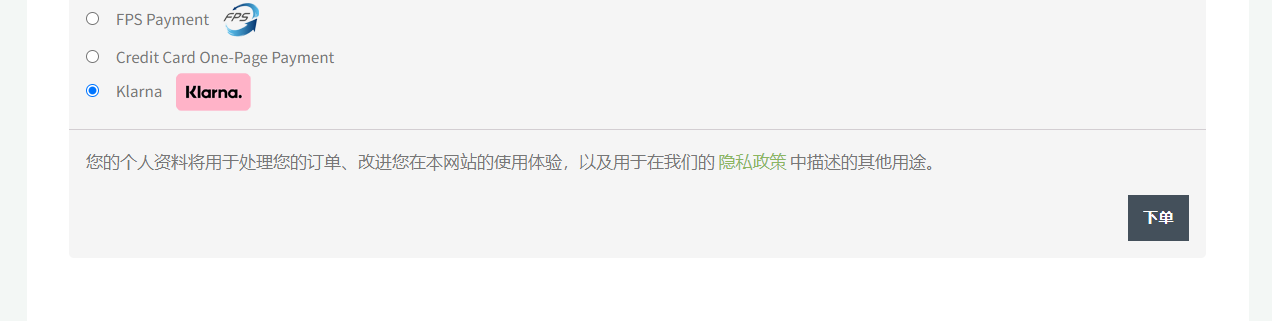 FPS Payment FPS
Credit Card One-Page Payment
Klarna Klarna.
您的个人资料将用于处理您的订单、改进您在本网站的使用体验，以及用于在我们的 隐私政策 中描述的其他用途。
下单